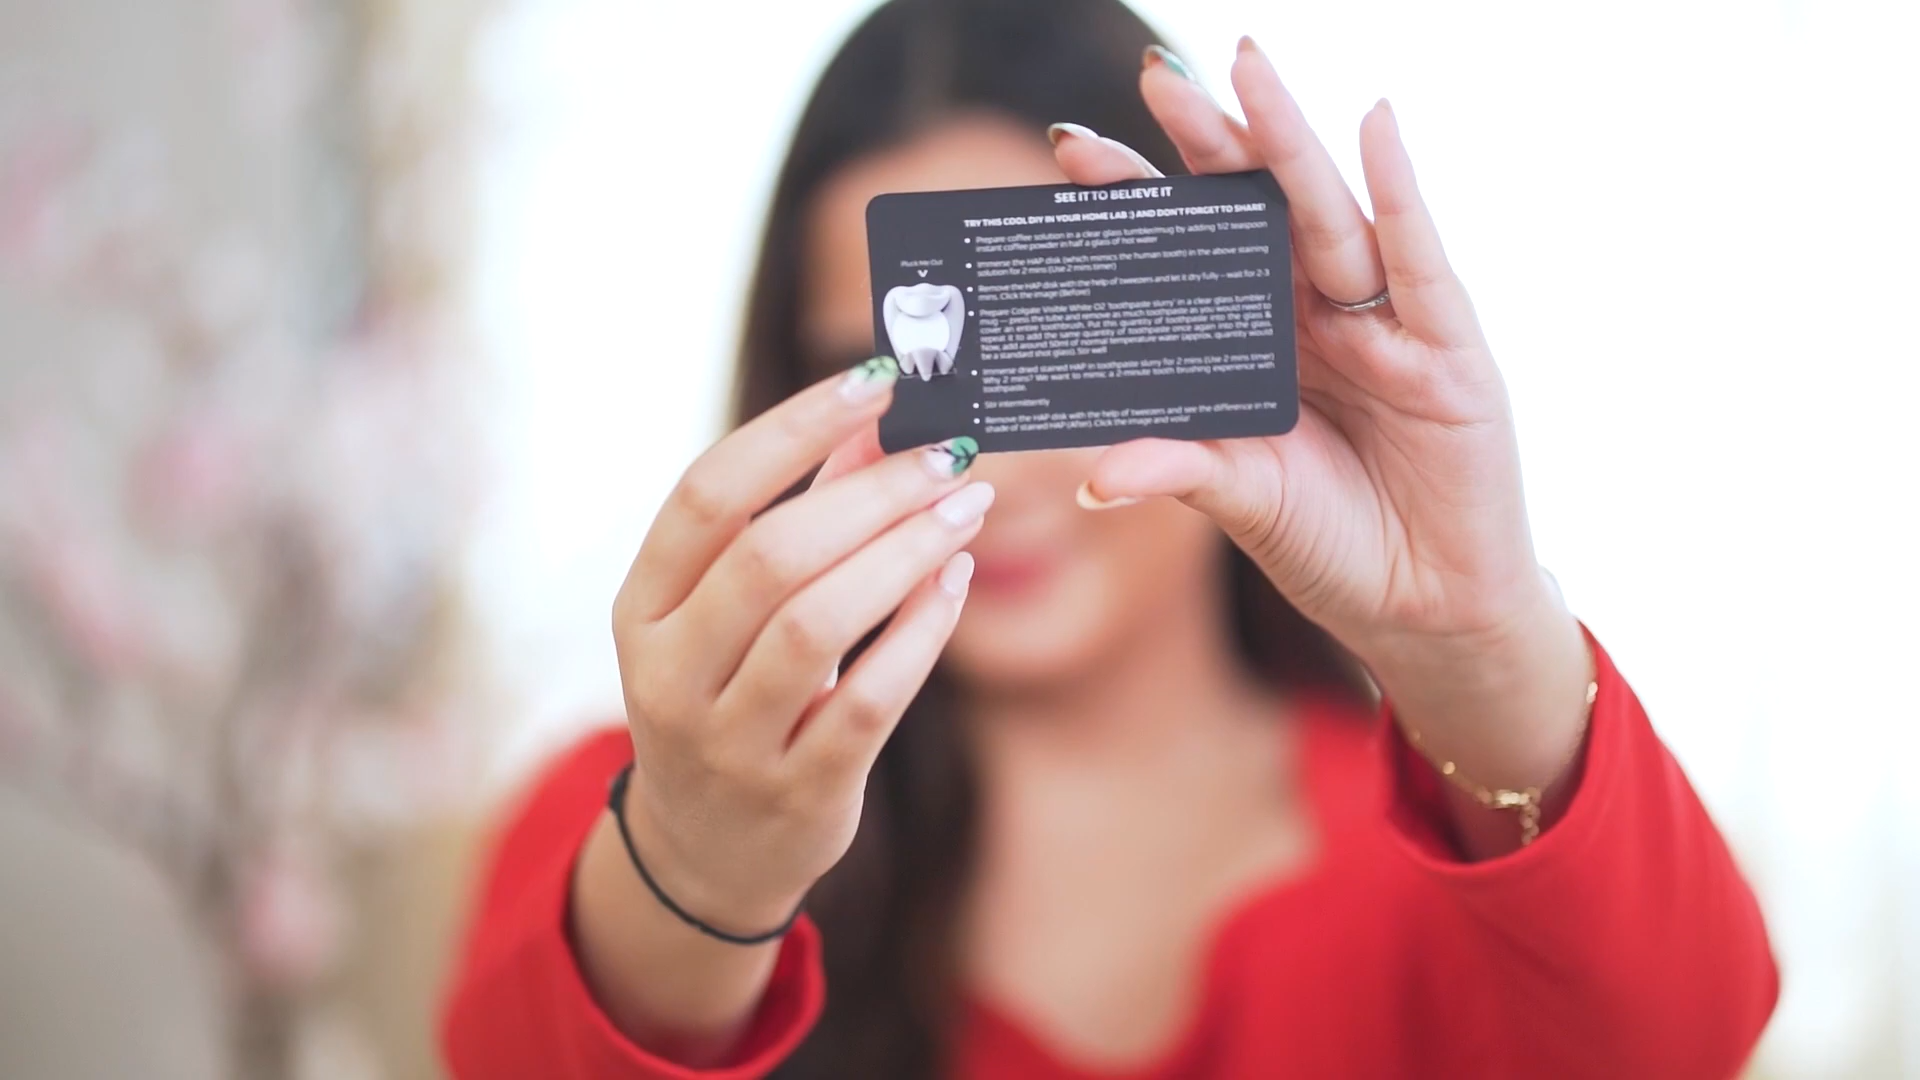 SEE IT TO BELIEVE IT
TRY THIS COOL DIY IN YOUR HOME LAB :) AND DON'T FORGET TO SHARE!
Prepare coffee solution in a clear glass tumbler/mug by adding 1/2 teaspoon
instant coffee powder in half a glass of hot water
Immerse the HAP disk (which mimics the human tooth) in the above staining
solution for 2 mins (Use 2 mins timer)
Remove the HAP disk with the help of tweezers and let it dry fully – wait for 2-3
mins. Click the image (Before)
Prepare Colgate Visible White O2 'toothpaste slurry' in a clear glass tumbler /
mug – press the tube and remove as much toothpaste as you would need to
cover an entire toothbrush. Put this quantity of toothpaste into the glass &
repeat it to add the same quantity of toothpaste once again into the glass.
Now, add around 50ml of normal temperature water (approx. quantity would
be a standard shot glass). Stir well
Immerse dried stained HAP in toothpaste slurry for 2 mins (Use 2 mins timer)
Why 2 mins? We want to mimic a 2-minute tooth brushing experience with
toothpaste.
Stir intermittently
Remove the HAP disk with the help of tweezers and see the difference in the
shade of stained HAP (After). Click the image and voila!
Pluck Me Out